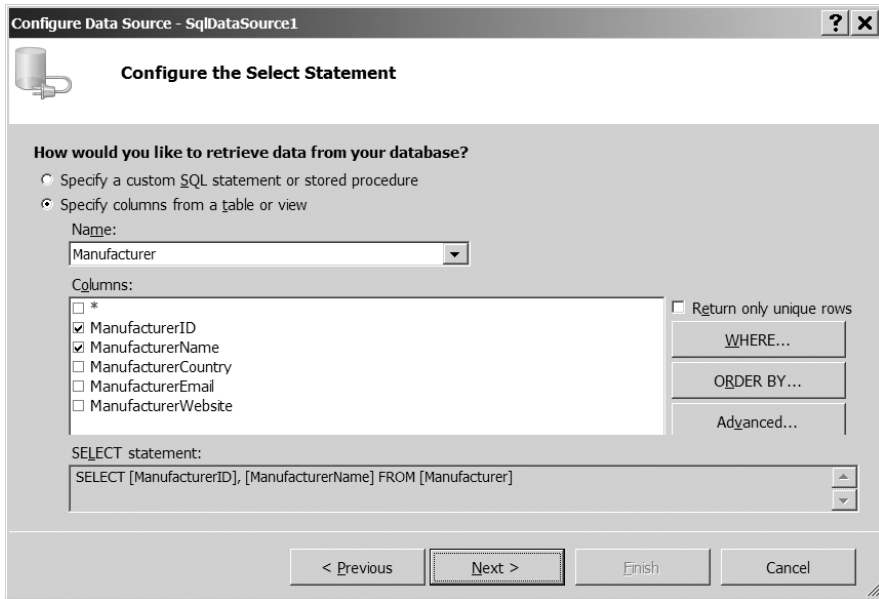 Configure Data Source - SqlDataSource1
Configure the Select Statement
How would you like to retrieve data from your database?
Specify a custom SQL statement or stored procedure
Specify columns from a table or view
Name:
Manufacturer
Columns:
*
ManufacturerID
ManufacturerName
ManufacturerCountry
ManufacturerEmail
ManufacturerWebsite
Return only unique rows
WHERE...
ORDER BY...
Advanced...
SELECT statement:
SELECT [ManufacturerID], [ManufacturerName] FROM [Manufacturer]
< Previous
Next >
Finish
Cancel